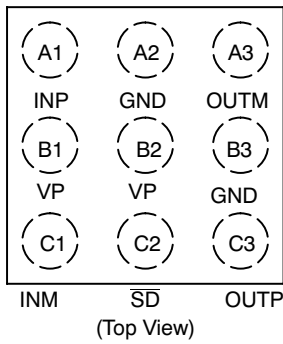 A1 A2 A3
INP GND OUTM
B1 B2 B3
VP VP GND
C1 C2 C3
INM S̅D̅ OUTP
(Top View)